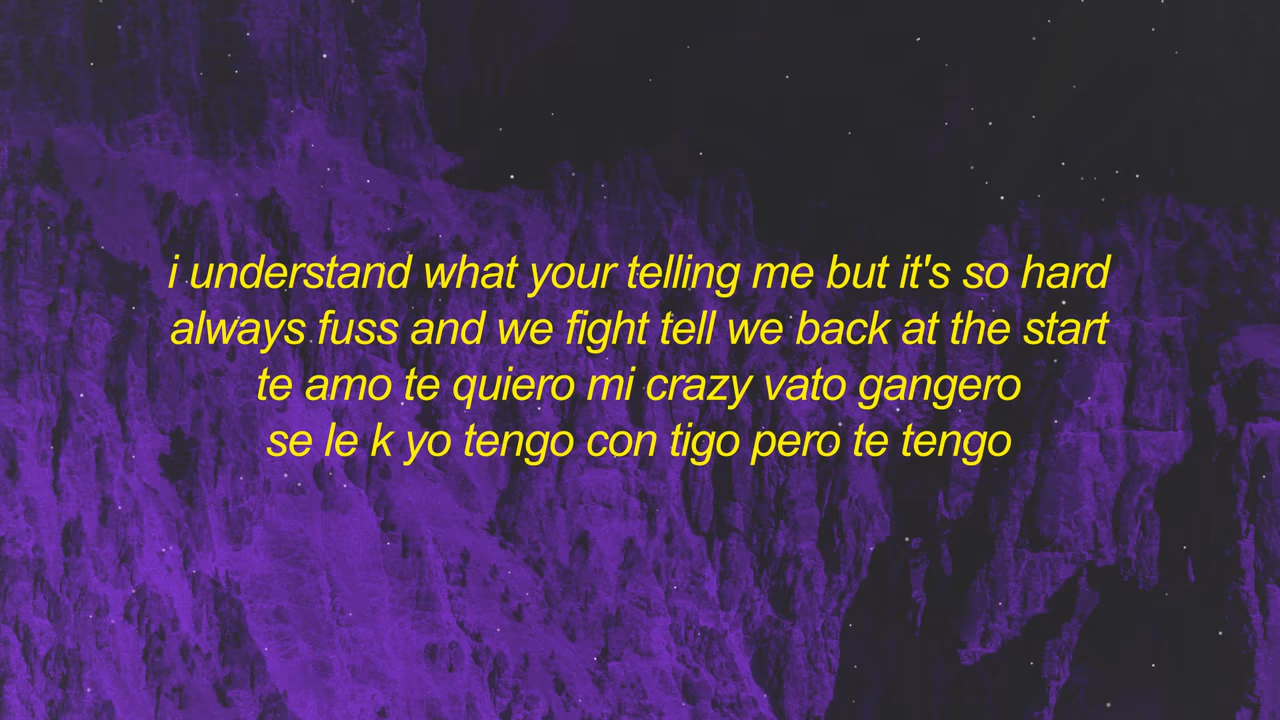 i understand what your telling me but it's so hard
always fuss and we fight tell we back at the start
te amo te quiero mi crazy vato gangero
se le k yo tengo con tigo pero te tengo